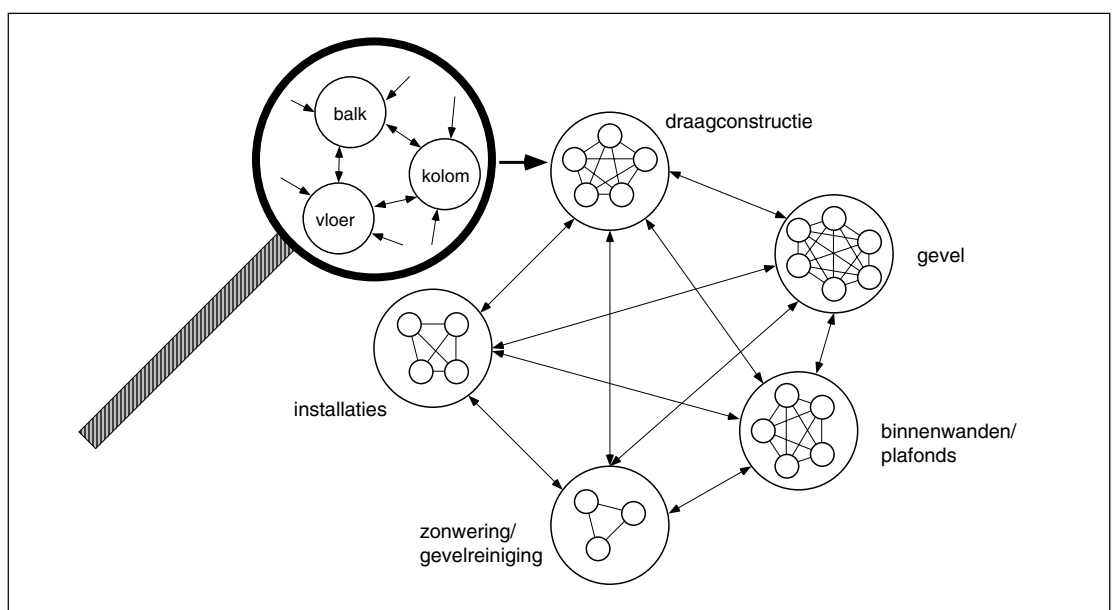 balk
kolom
vloer
draagconstructie
gevel
installaties
binnenwanden/
plafonds
zonwering/
gevelreiniging